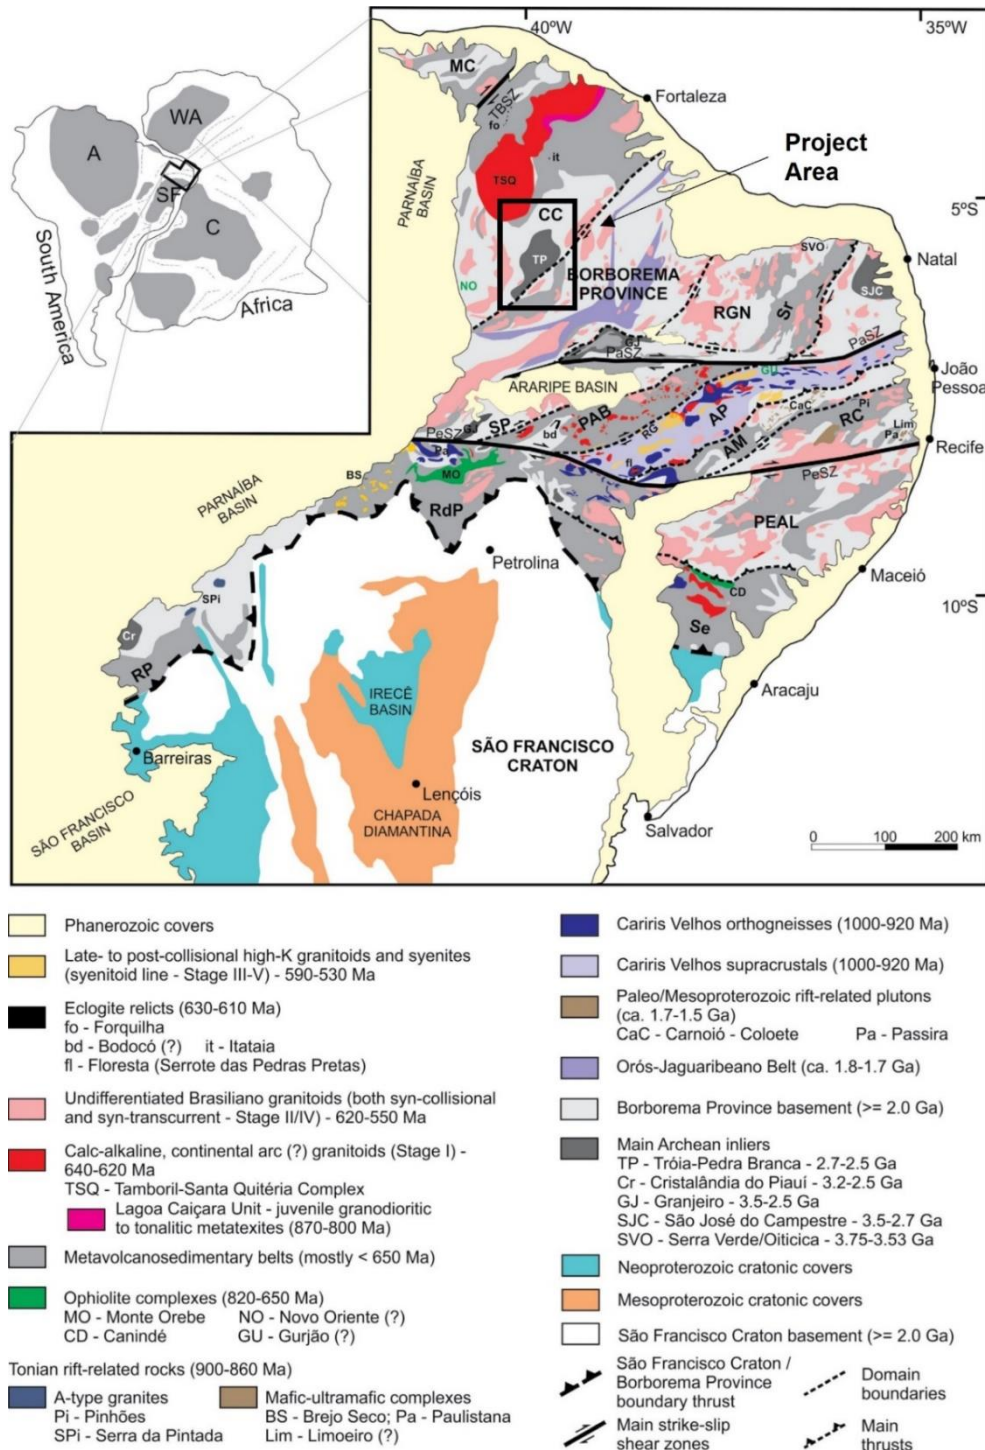 40ºW
35ºW
MC
TBSZ
fo
Fortaleza
WA
A
it
Project
Area
PARNAÍBA
BASIN
TSQ
SF
CC
5ºS
C
SVO
Natal
TP
South America
BORBOREMA
PROVINCE
NO
SJC
Africa
RGN
Sr
GJ
PaSZ
PaSZ
GU
João
Pessoa
ARARIPE BASIN
CaC
Pi
SP
PAB
AP
RC
GJ
PeSZ
bd
RG
AM
Lim
Pa
Recife
Pa
fl
BS
MO
PeSZ
PARNAÍBA
BASIN
RdP
PEAL
Petrolina
Maceió
SPi
CD
10ºS
Cr
Se
RP
IRECÊ
BASIN
Aracaju
SÃO FRANCISCO
CRATON
Barreiras
Lençóis
SÃO FRANCISCO
BASIN
CHAPADA
DIAMANTINA
Salvador
0 100 200 km
Phanerozoic covers
Late- to post-collisional high-K granitoids and syenites
(syenitoid line - Stage III-V) - 590-530 Ma
Eclogite relicts (630-610 Ma)
fo - Forquilha
bd - Bodocó (?) it - Itataia
fl - Floresta (Serrote das Pedras Pretas)
Undifferentiated Brasiliano granitoids (both syn-collisional
and syn-transcurrent - Stage II/IV) - 620-550 Ma
Calc-alkaline, continental arc (?) granitoids (Stage I) -
640-620 Ma
TSQ - Tamboril-Santa Quitéria Complex
Lagoa Caiçara Unit - juvenile granodioritic
to tonalitic metatexites (870-800 Ma)
Metavolcanosedimentary belts (mostly < 650 Ma)
Ophiolite complexes (820-650 Ma)
MO - Monte Orebe NO - Novo Oriente (?)
CD - Canindé GU - Gurjão (?)
Tonian rift-related rocks (900-860 Ma)
A-type granites
Pi - Pinhões
SPi - Serra da Pintada
Mafic-ultramafic complexes
BS - Brejo Seco; Pa - Paulistana
Lim - Limoeiro (?)
Cariris Velhos orthogneisses (1000-920 Ma)
Cariris Velhos supracrustals (1000-920 Ma)
Paleo/Mesoproterozoic rift-related plutons
(ca. 1.7-1.5 Ga)
CaC - Carnoió - Coloete Pa - Passira
Orós-Jaguaribeano Belt (ca. 1.8-1.7 Ga)
Borborema Province basement (>= 2.0 Ga)
Main Archean inliers
TP - Tróia-Pedra Branca - 2.7-2.5 Ga
Cr - Cristalândia do Piauí - 3.2-2.5 Ga
GJ - Granjeiro - 3.5-2.5 Ga
SJC - São José do Campestre - 3.5-2.7 Ga
SVO - Serra Verde/Oiticica - 3.75-3.53 Ga
Neoproterozoic cratonic covers
Mesoproterozoic cratonic covers
São Francisco Craton basement (>= 2.0 Ga)
São Francisco Craton /
Borborema Province
boundary thrust
Domain
boundaries
Main strike-slip
shear zones
Main
thrusts